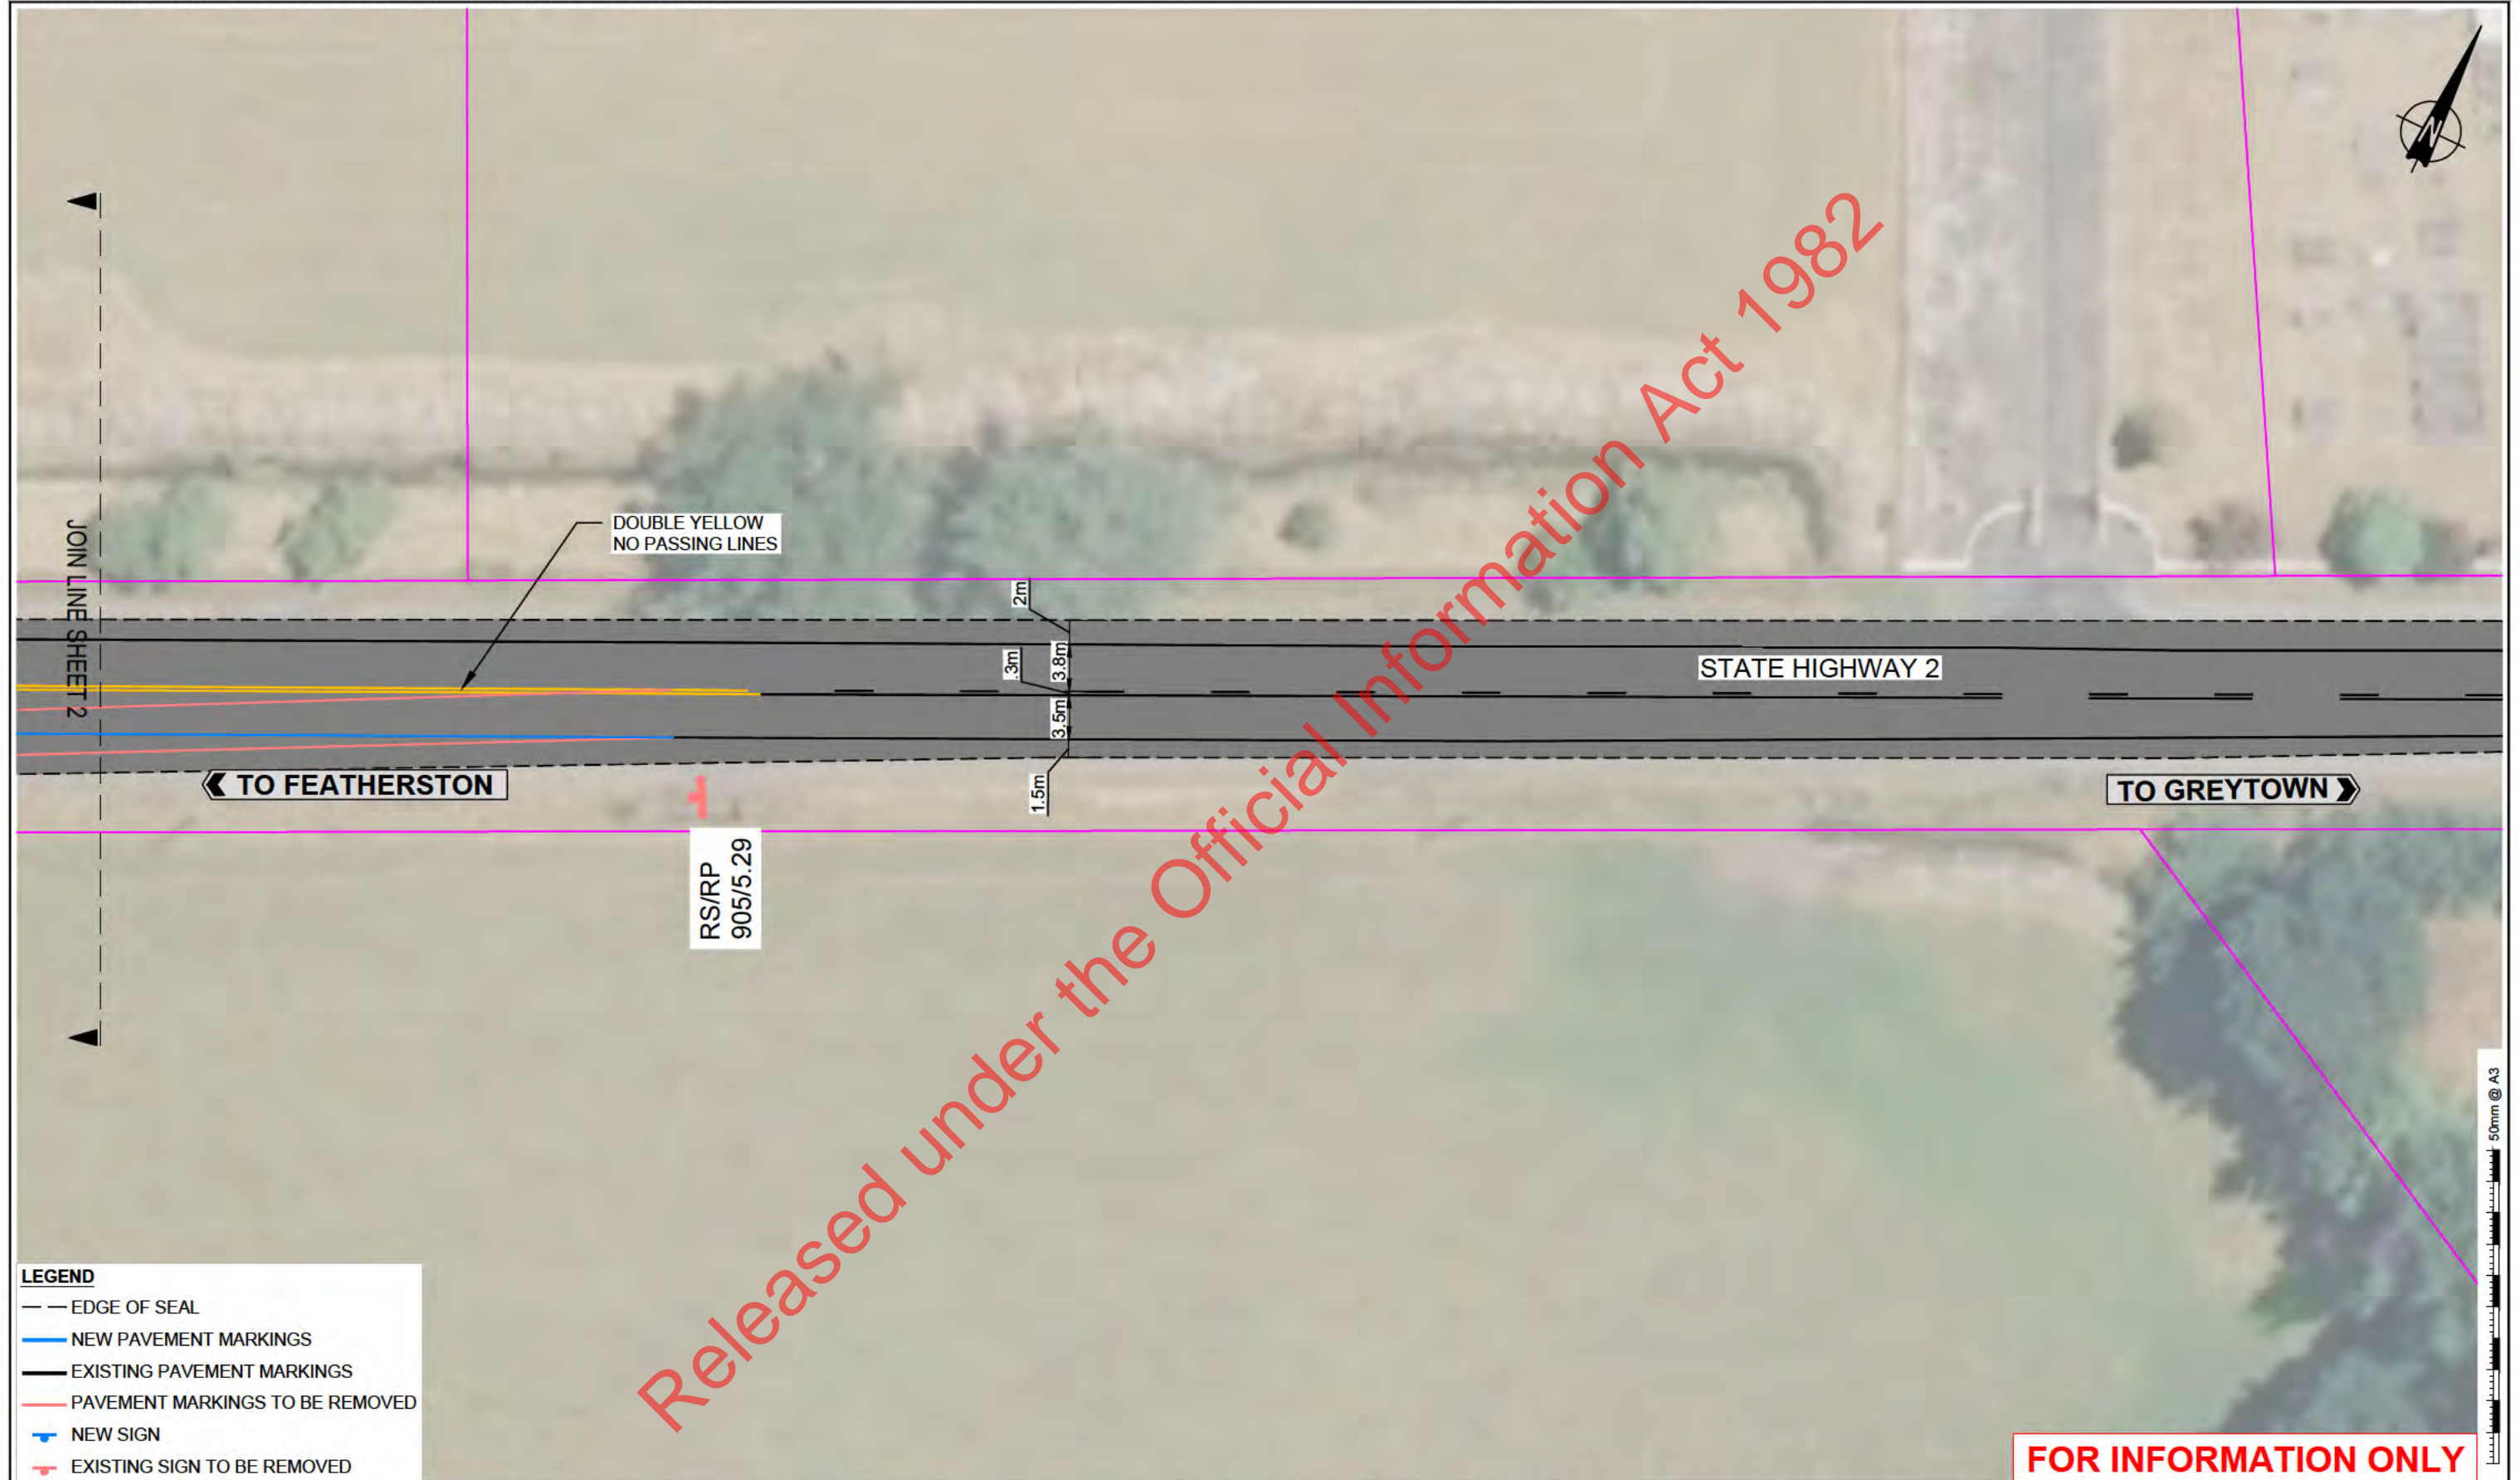 N
JOIN LINE SHEET 2
DOUBLE YELLOW
NO PASSING LINES
2m
.3m
3.8m
3.5m
1.5m
STATE HIGHWAY 2
TO FEATHERSTON
TO GREYTOWN
RS/RP
905/5.29
Released under the Official Information Act 1982
50mm @ A3
LEGEND
EDGE OF SEAL
NEW PAVEMENT MARKINGS
EXISTING PAVEMENT MARKINGS
PAVEMENT MARKINGS TO BE REMOVED
NEW SIGN
EXISTING SIGN TO BE REMOVED
FOR INFORMATION ONLY